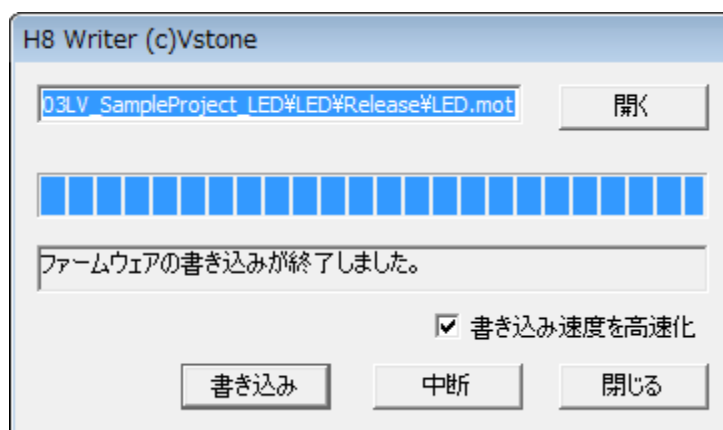 H8 Writer (c)Vstone
03LV_SampleProject_LED¥LED¥Release¥LED.mot
開く
ファームウェアの書き込みが終了しました。
書き込み速度を高速化
書き込み
中断
閉じる